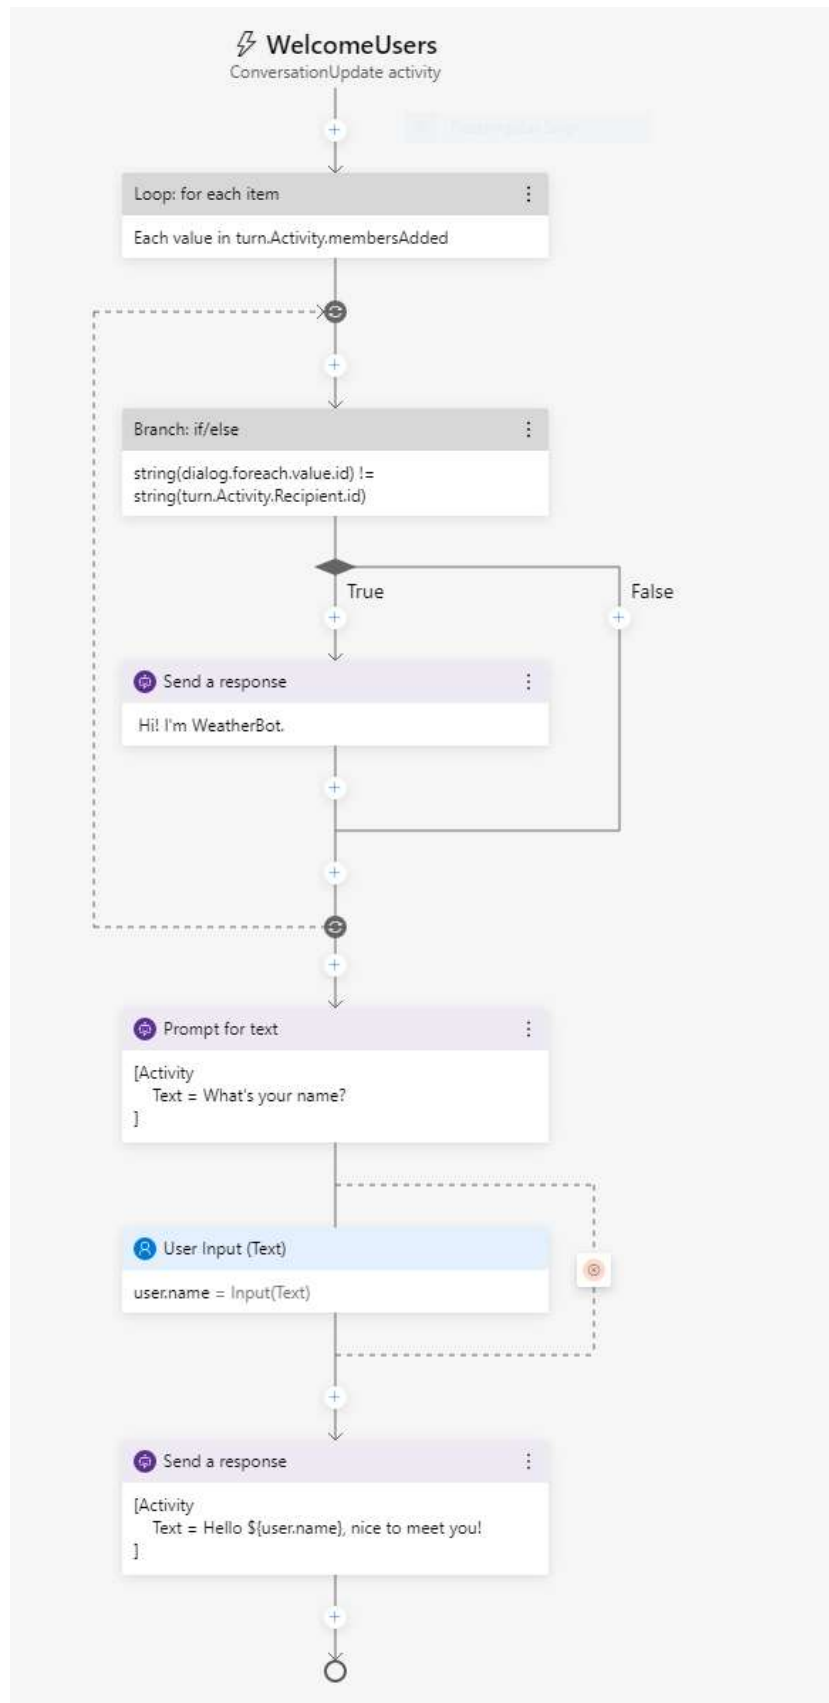 WelcomeUsers
ConversationUpdate activity
Loop: for each item
Each value in turn.Activity.membersAdded
Branch: if/else
string(dialog.foreach.value.id) !=
string(turn.Activity.Recipient.id)
True
False
Send a response
Hi! I'm WeatherBot.
Prompt for text
[Activity
Text = What's your name?
]
User Input (Text)
user.name = Input(Text)
Send a response
[Activity
Text = Hello ${user.name}, nice to meet you!
]